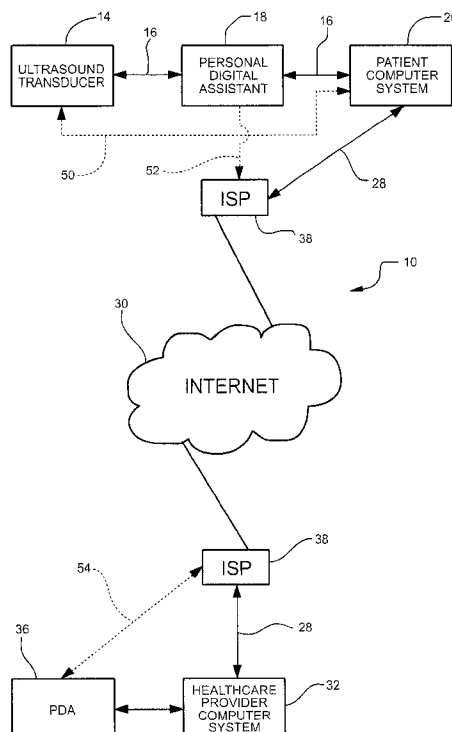 14
16
18
16
20
ULTRASOUND
TRANSDUCER
PERSONAL
DIGITAL
ASSISTANT
PATIENT
COMPUTER
SYSTEM
50
52
28
ISP
38
10
30
INTERNET
38
ISP
54
28
36
PDA
HEALTHCARE
PROVIDER
COMPUTER
SYSTEM
32